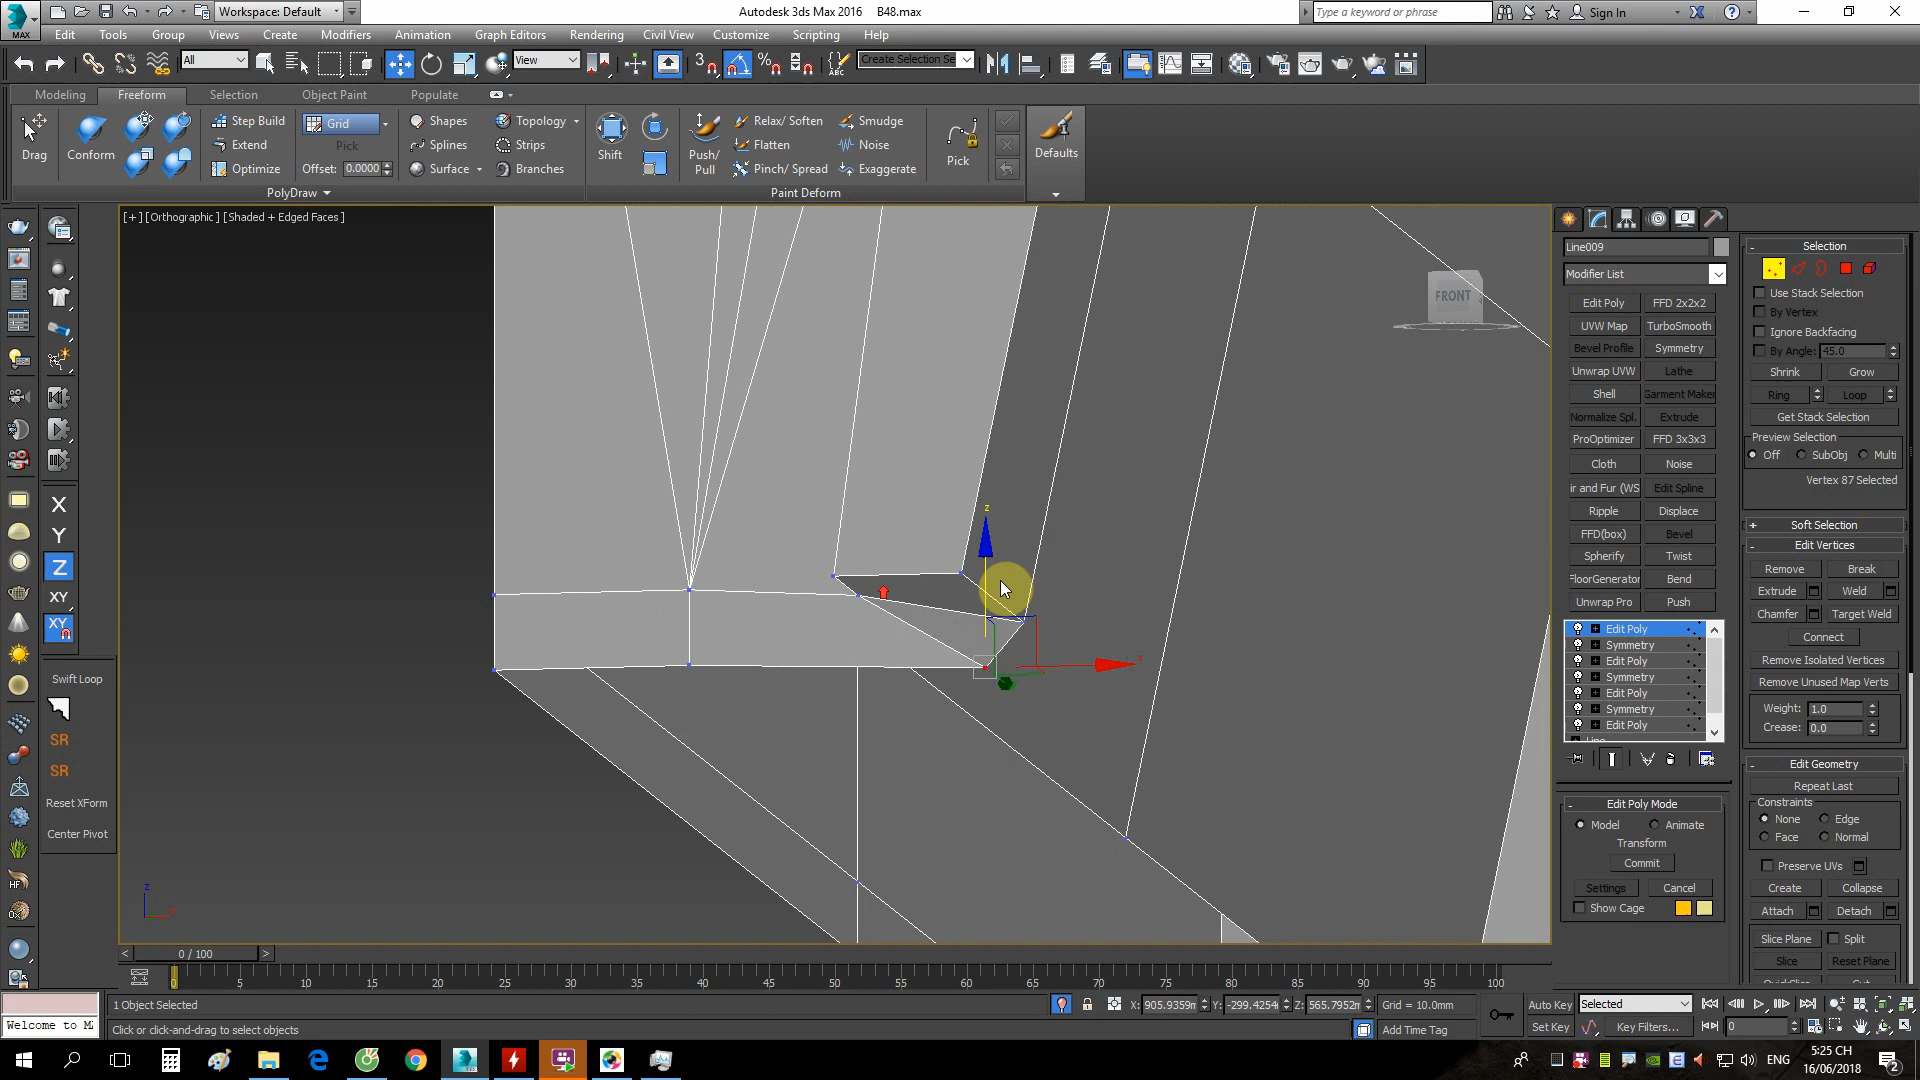 Workspace: Default
Autodesk 3ds Max 2016 B48.max
Type a keyword or phrase
Sign In
MAX
Edit Tools Group Views Create Modifiers Animation Graph Editors Rendering Civil View Customize Scripting Help
All
View
Create Selection Se
Modeling Freeform Selection Object Paint Populate
Drag
Conform
Step Build
Extend
Optimize
Grid
Pick
Offset: 0.0000
Shapes
Splines
Surface
Topology
Strips
Branches
Shift
Push/
Pull
Relax/ Soften
Flatten
Pinch/ Spread
Smudge
Noise
Exaggerate
Pick
Defaults
PolyDraw
Paint Deform
[+] [Orthographic] [Shaded + Edged Faces]
FRONT
z
x
X
Y
Z
XY
XY
Swift Loop
SR
SR
Reset XForm
Center Pivot
Line009
Modifier List
Edit Poly FFD 2x2x2
UVW Map TurboSmooth
Bevel Profile Symmetry
Unwrap UVW Lathe
Shell Garment Maker
Normalize Spl. Extrude
ProOptimizer FFD 3x3x3
Cloth Noise
ir and Fur (WS Edit Spline
Ripple Displace
FFD(box) Bevel
Spherify Twist
FloorGenerator Bend
Unwrap Pro Push
Edit Poly
Symmetry
Edit Poly
Symmetry
Edit Poly
Symmetry
Edit Poly
Edit Poly Mode
Model Animate
Transform
Commit
Settings Cancel
Show Cage
Selection
Use Stack Selection
By Vertex
Ignore Backfacing
By Angle: 45.0
Shrink Grow
Ring Loop
Get Stack Selection
Preview Selection
Off SubObj Multi
Vertex 87 Selected
Soft Selection
Edit Vertices
Remove Break
Extrude Weld
Chamfer Target Weld
Connect
Remove Isolated Vertices
Remove Unused Map Verts
Weight: 1.0
Crease: 0.0
Edit Geometry
Repeat Last
Constraints
None Edge
Face Normal
Preserve UVs
Create Collapse
Attach Detach
Slice Plane Split
Slice Reset Plane
0 / 100
0 5 10 15 20 25 30 35 40 45 50 55 60 65 70 75 80 85 90 95 100
1 Object Selected
X: 905.9359m Y: -299.4254m Z: 565.7952m Grid = 10.0mm
Auto Key Selected
Welcome to M
Click or click-and-drag to select objects
Add Time Tag
Set Key Key Filters... 0
ENG
5:25 CH
16/06/2018
2